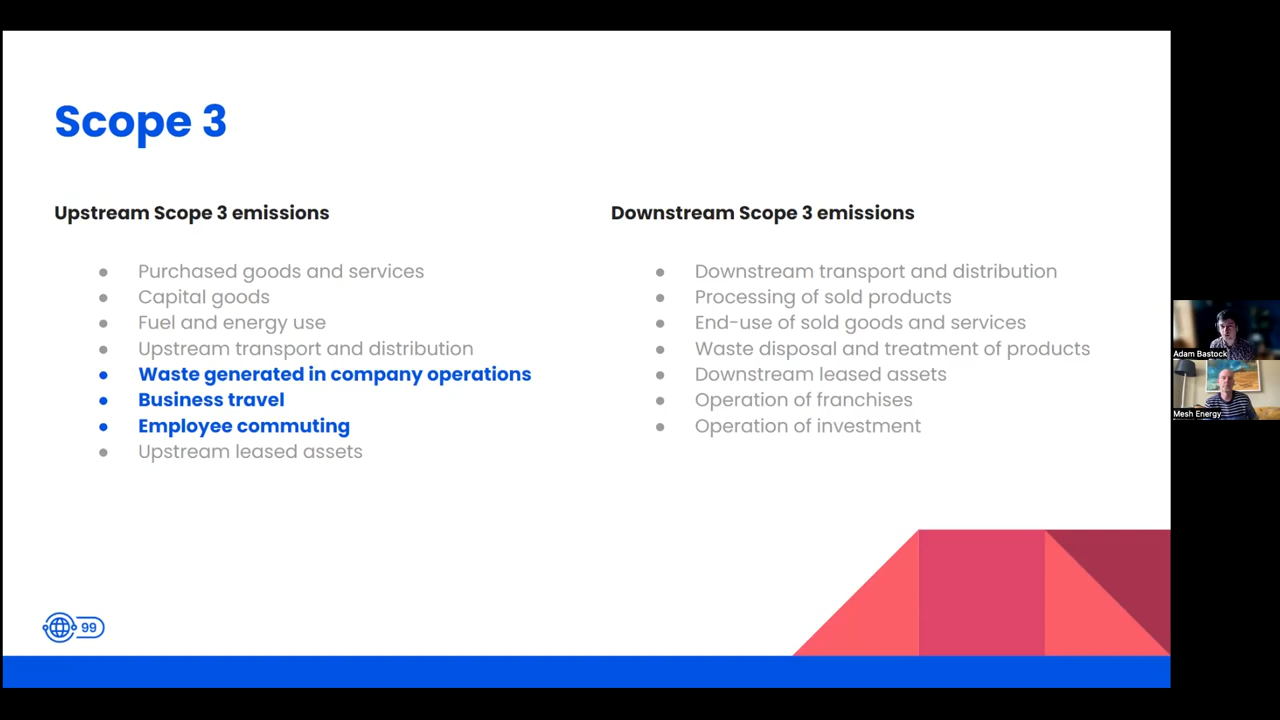 Scope 3
Upstream Scope 3 emissions
Purchased goods and services
Capital goods
Fuel and energy use
Upstream transport and distribution
Waste generated in company operations
Business travel
Employee commuting
Upstream leased assets
Downstream Scope 3 emissions
Downstream transport and distribution
Processing of sold products
End-use of sold goods and services
Waste disposal and treatment of products
Downstream leased assets
Operation of franchises
Operation of investment
99
Adam Bastock
Mesh Energy